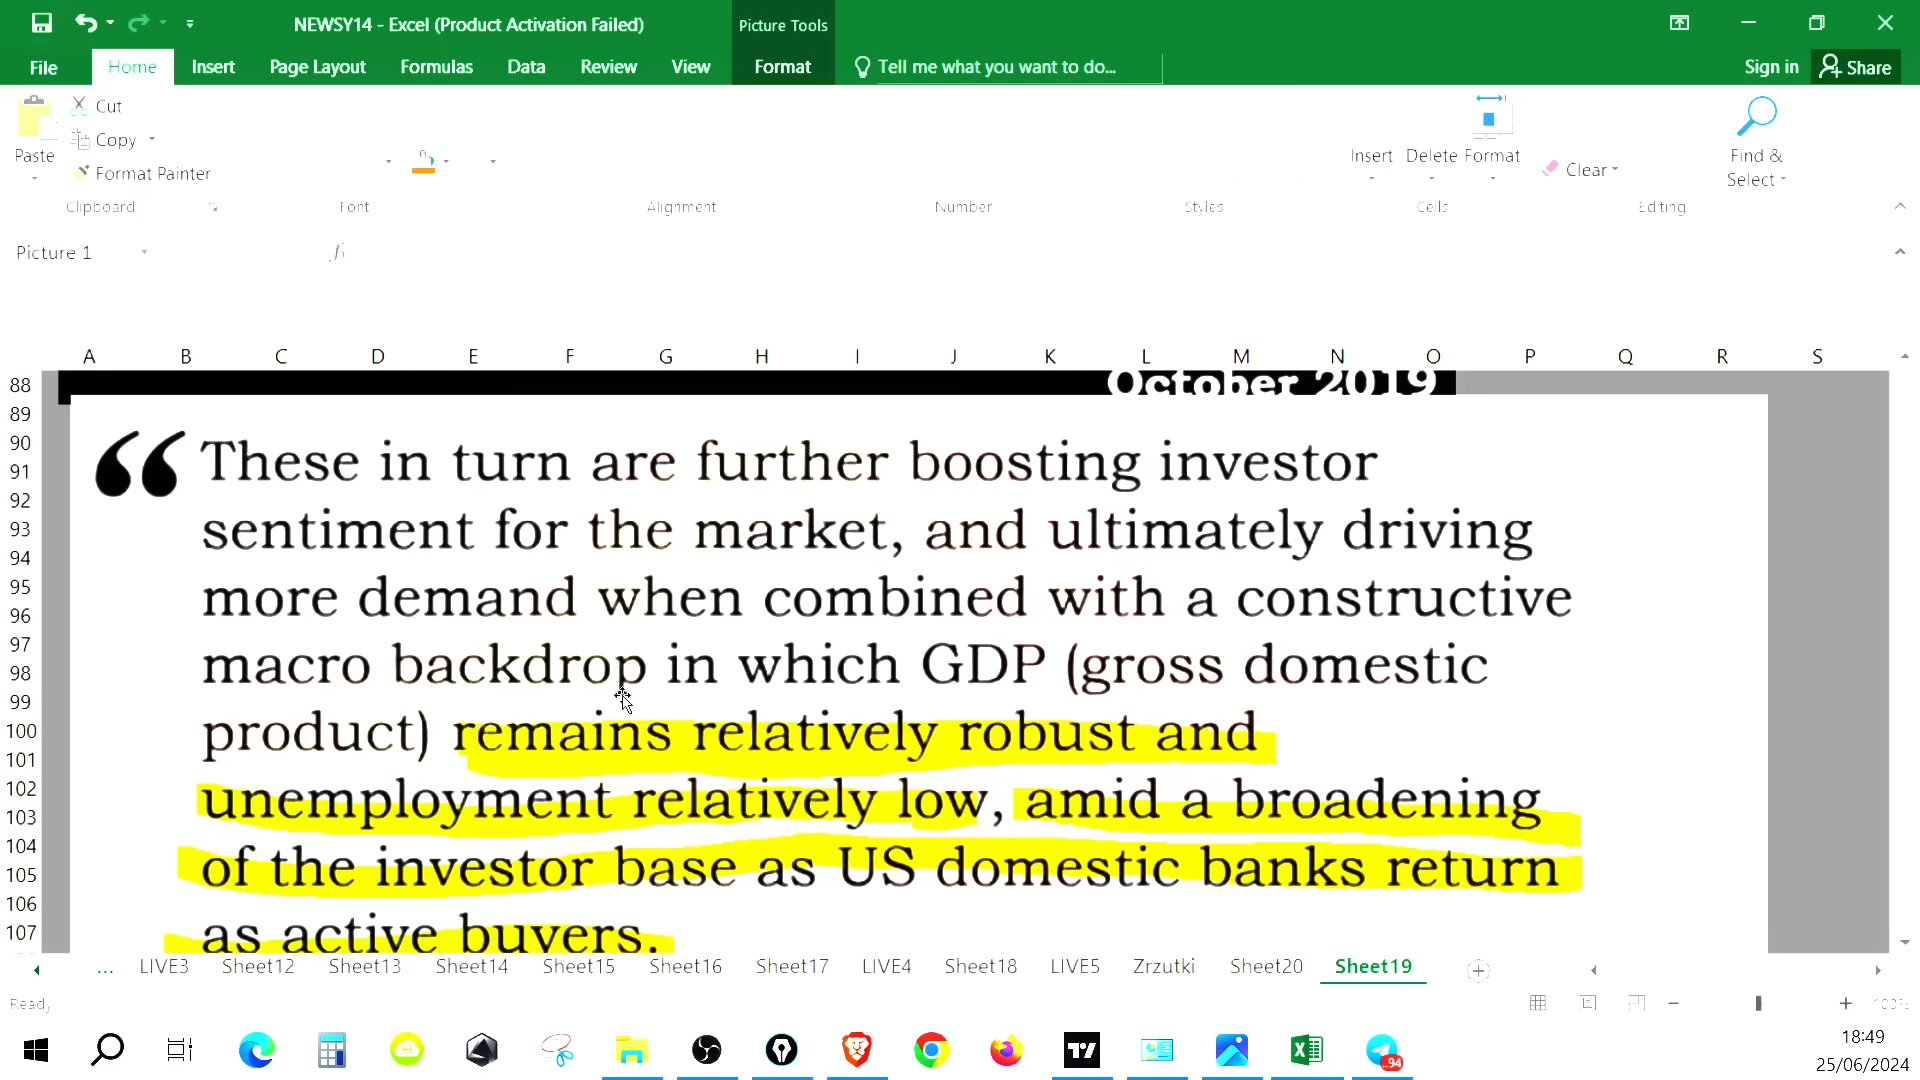 NEWSY14 - Excel (Product Activation Failed)
Picture Tools
File
Home
Insert
Page Layout
Formulas
Data
Review
View
Format
Tell me what you want to do...
Sign in
Share
Paste
Cut
Copy
Format Painter
Insert
Delete
Format
Clear
Find &
Select
Clipboard
Font
Alignment
Number
Styles
Cells
Editing
Picture 1
fx
A B C D E F G H I J K L M N O P Q R S
88
October 2019
89
90
“These in turn are further boosting investor
91
92
sentiment for the market, and ultimately driving
93
94
more demand when combined with a constructive
95
96
macro backdrop in which GDP (gross domestic
97
98
product) remains relatively robust and
99
100
unemployment relatively low, amid a broadening
101
102
of the investor base as US domestic banks return
103
104
as active buyers.
105
106
107
... LIVE3 Sheet12 Sheet13 Sheet14 Sheet15 Sheet16 Sheet17 LIVE4 Sheet18 LIVE5 Zrzutki Sheet20 Sheet19
Ready
100%
94
18:49
25/06/2024